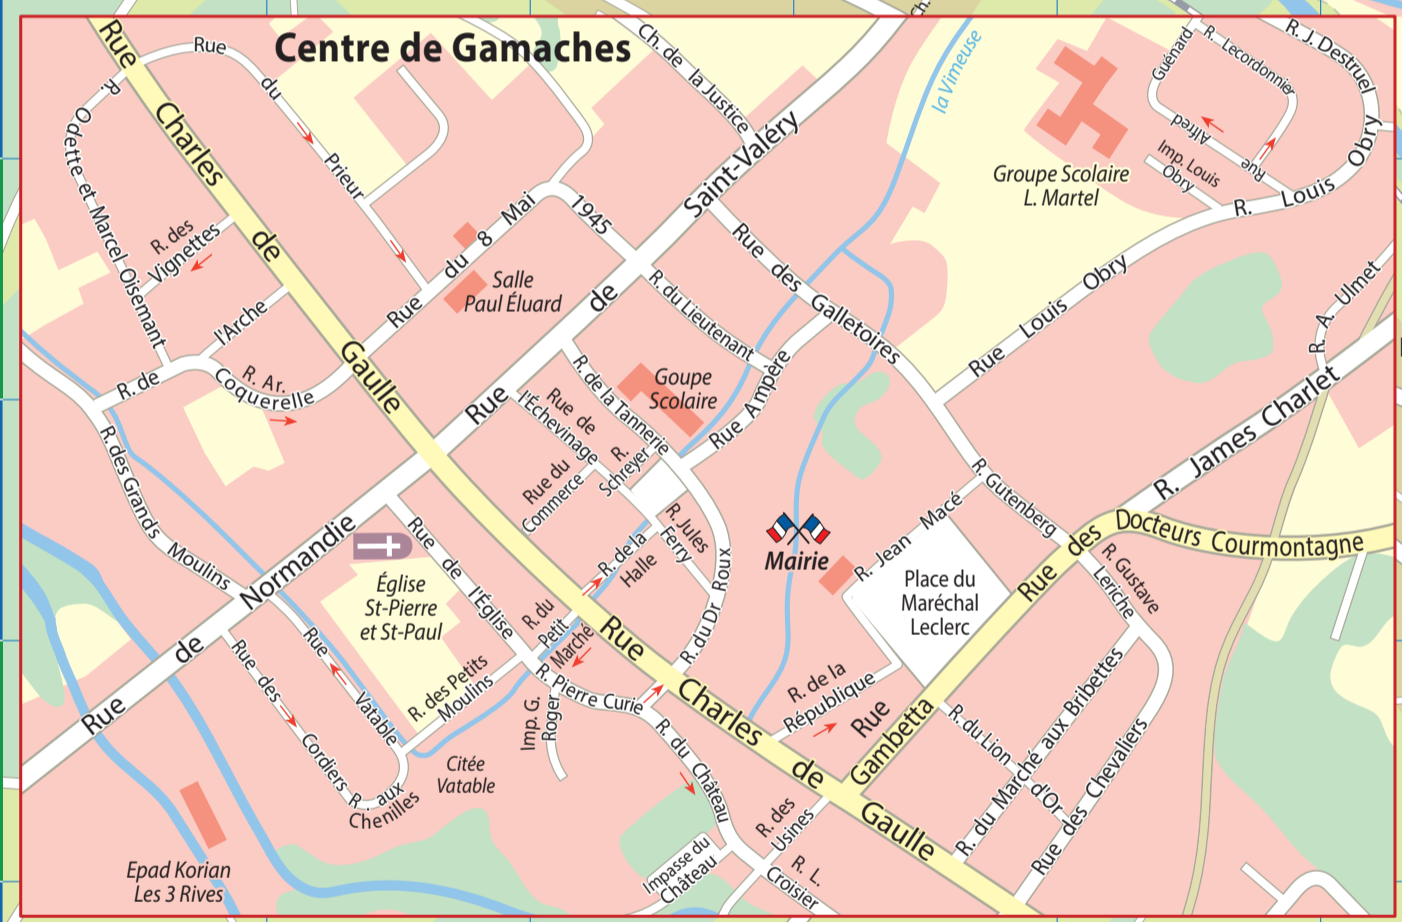 Centre de Gamaches
Rue Charles de Gaulle
Rue du Prieur
R. Odette et Marcel Oisemant
R. des
Vignettes
R. de l'Arche
R. Ar.
Coquerelle
Rue du 8 Mai 1945
Salle
Paul Éluard
Ch. de la Justice
Rue de Saint-Valéry
Ch.
la Vimeuse
Groupe Scolaire
L. Martel
Guénard
Alfred
Rue
R. Lecordonnier
R. J. Destruel
Imp. Louis
Obry
R. Louis Obry
Rue Louis Obry
R. A. Ulmet
Rue des Galletoires
R. du Lieutenant
Rue Ampère
Goupe
Scolaire
R. de la Tannerie
Rue de
l'Échevinage
R.
Schreyer
Rue du
Commerce
R. Jules
Ferry
R. de la
Halle
R. du Dr Roux
R. des Grands Moulins
Rue de Normandie
Église
St-Pierre
et St-Paul
Rue de l'Église
R. du
Petit
Marché
R. des Petits
Moulins
Rue Vatable
Rue des Cordiers
R. aux
Chenilles
Citée
Vatable
Imp. G.
Roger
R. Pierre Curie
R. du Château
Impasse du
Château
R. des
Usines
R. L.
Croisier
Epad Korian
Les 3 Rives
Mairie
R. Jean Macé
Place du
Maréchal
Leclerc
R. de la
République
Rue
Gambetta
R. Gutenberg
Rue des Docteurs Courmontagne
R. James Charlet
R. Gustave
Leriche
R. du Lion d'Or
R. du Marché aux Bribettes
Rue des Chevaliers
Rue Charles de Gaulle